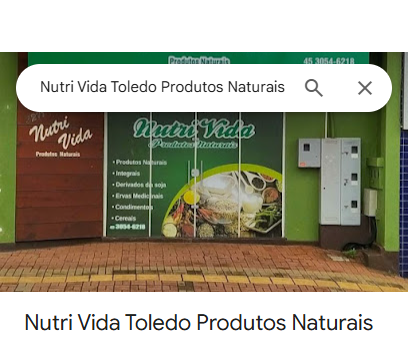 Produtos Naturais
45 3054-6218
Nutri Vida Toledo Produtos Naturais
Nutri
Vida
Produtos Naturais
Nutri Vida
Produtos Naturais
• Produtos Naturais
• Integrais
• Derivados da soja
• Ervas Medicinais
• Condimentos
• Cereais
45 3054-6218
Nutri Vida Toledo Produtos Naturais